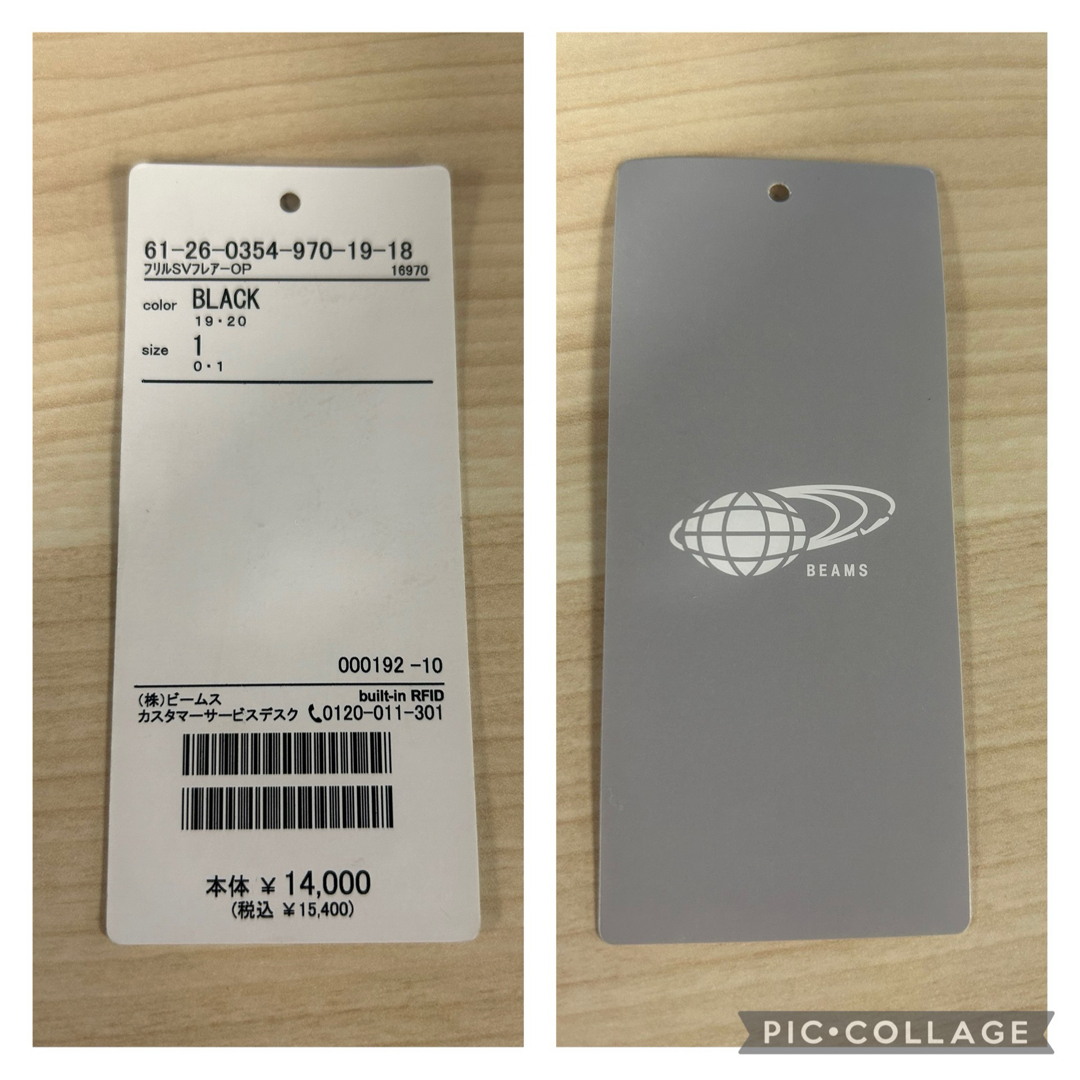 61-26-0354-970-19-18
フリルSVフレアーOP 16970
color BLACK
19・20
size 1
0・1
000192 -10
(株)ビームス built-in RFID
カスタマーサービスデスク 0120-011-301
本体 ¥ 14,000
(税込 ¥15,400)
BEAMS
PIC•COLLAGE